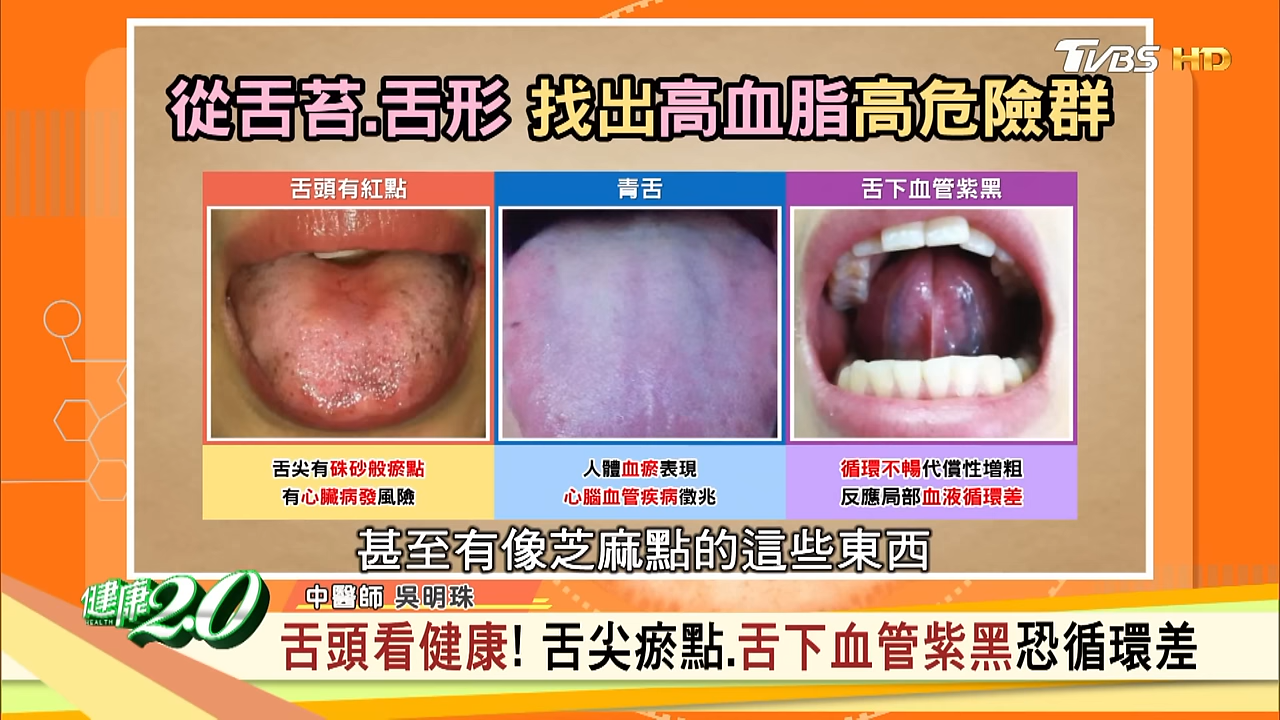 TVBS HD
從舌苔.舌形 找出高血脂高危險群
舌頭有紅點
青舌
舌下血管紫黑
舌尖有硃砂般瘀點
有心臟病發風險
人體血瘀表現
心腦血管疾病徵兆
循環不暢代償性增粗
反應局部血液循環差
甚至有像芝麻點的這些東西
健康2.0
HEALTH
中醫師 吳明珠
舌頭看健康! 舌尖瘀點.舌下血管紫黑恐循環差